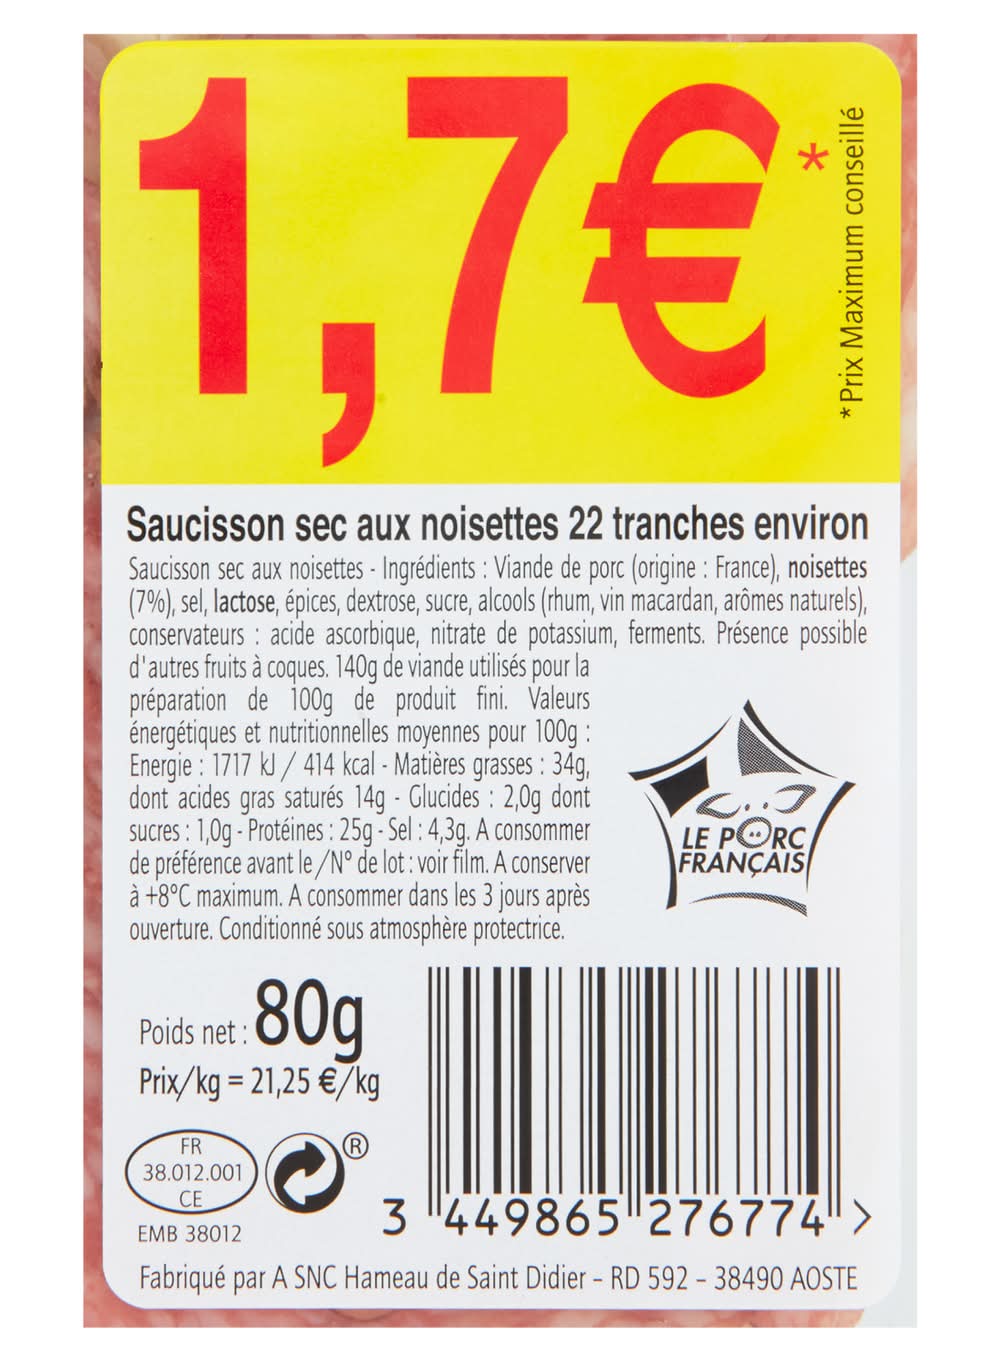 1,7€*
*Prix Maximum conseillé
Saucisson sec aux noisettes 22 tranches environ
Saucisson sec aux noisettes - Ingrédients : Viande de porc (origine : France), noisettes
(7%), sel, lactose, épices, dextrose, sucre, alcools (rhum, vin macardan, arômes naturels),
conservateurs : acide ascorbique, nitrate de potassium, ferments. Présence possible
d'autres fruits à coques. 140g de viande utilisés pour la
préparation de 100g de produit fini. Valeurs
énergétiques et nutritionnelles moyennes pour 100g :
Energie : 1717 kJ / 414 kcal - Matières grasses : 34g,
dont acides gras saturés 14g - Glucides : 2,0g dont
sucres : 1,0g - Protéines : 25g - Sel : 4,3g. A consommer
de préférence avant le /N° de lot : voir film. A conserver
à +8°C maximum. A consommer dans les 3 jours après
ouverture. Conditionné sous atmosphère protectrice.
LE PORC
FRANÇAIS
Poids net : 80g
Prix/kg = 21,25 €/kg
FR
38.012.001
CE
®
EMB 38012
3 449865 276774 >
Fabriqué par A SNC Hameau de Saint Didier - RD 592 - 38490 AOSTE